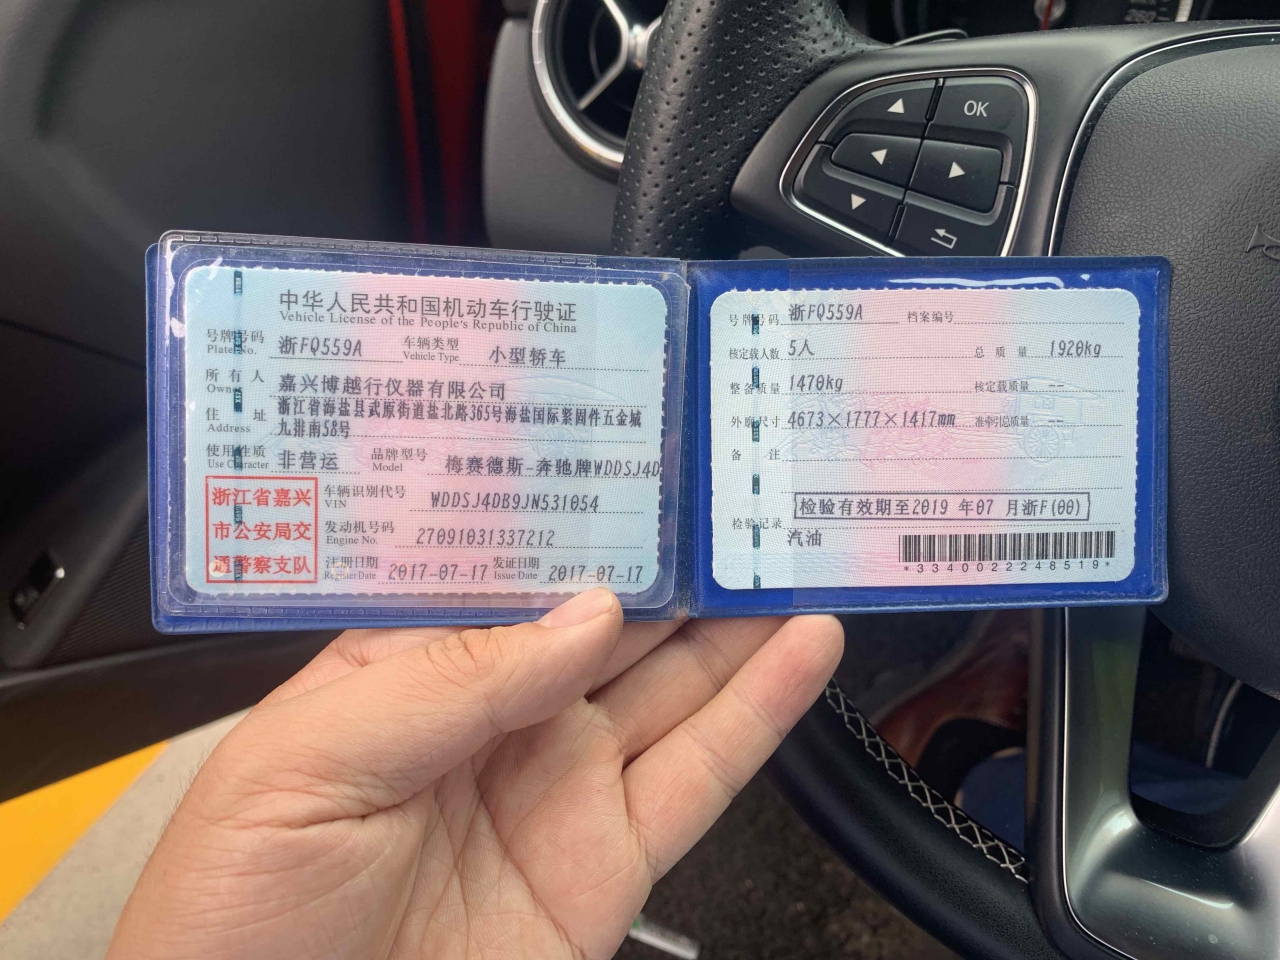 OK
中华人民共和国机动车行驶证
Vehicle License of the People's Republic of China
号牌号码 浙FQ559A 车辆类型 小型轿车
Plate No. Vehicle Type
所有人 嘉兴博越行仪器有限公司
Owner
住址 浙江省海盐县武原街道盐北路365号海盐国际紧固件五金城
Address 九排南58号
使用性质 非营运 品牌型号 梅赛德斯-奔驰牌WDDSJ4D
Use Character Model
浙江省嘉兴
市公安局交
通警察支队
车辆识别代号 WDDSJ4DB9JN531054
VIN
发动机号码 27091031337212
Engine No.
注册日期 2017-07-17 发证日期 2017-07-17
Register Date Issue Date
号牌号码 浙FQ559A 档案编号
核定载人数 5人 总质量 1920kg
整备质量 1470kg 核定载质量 --
外廓尺寸 4673×1777×1417mm 准牵引总质量 --
备注
检验有效期至2019 年07 月浙F(00)
检验记录
汽油
*3340022248519*